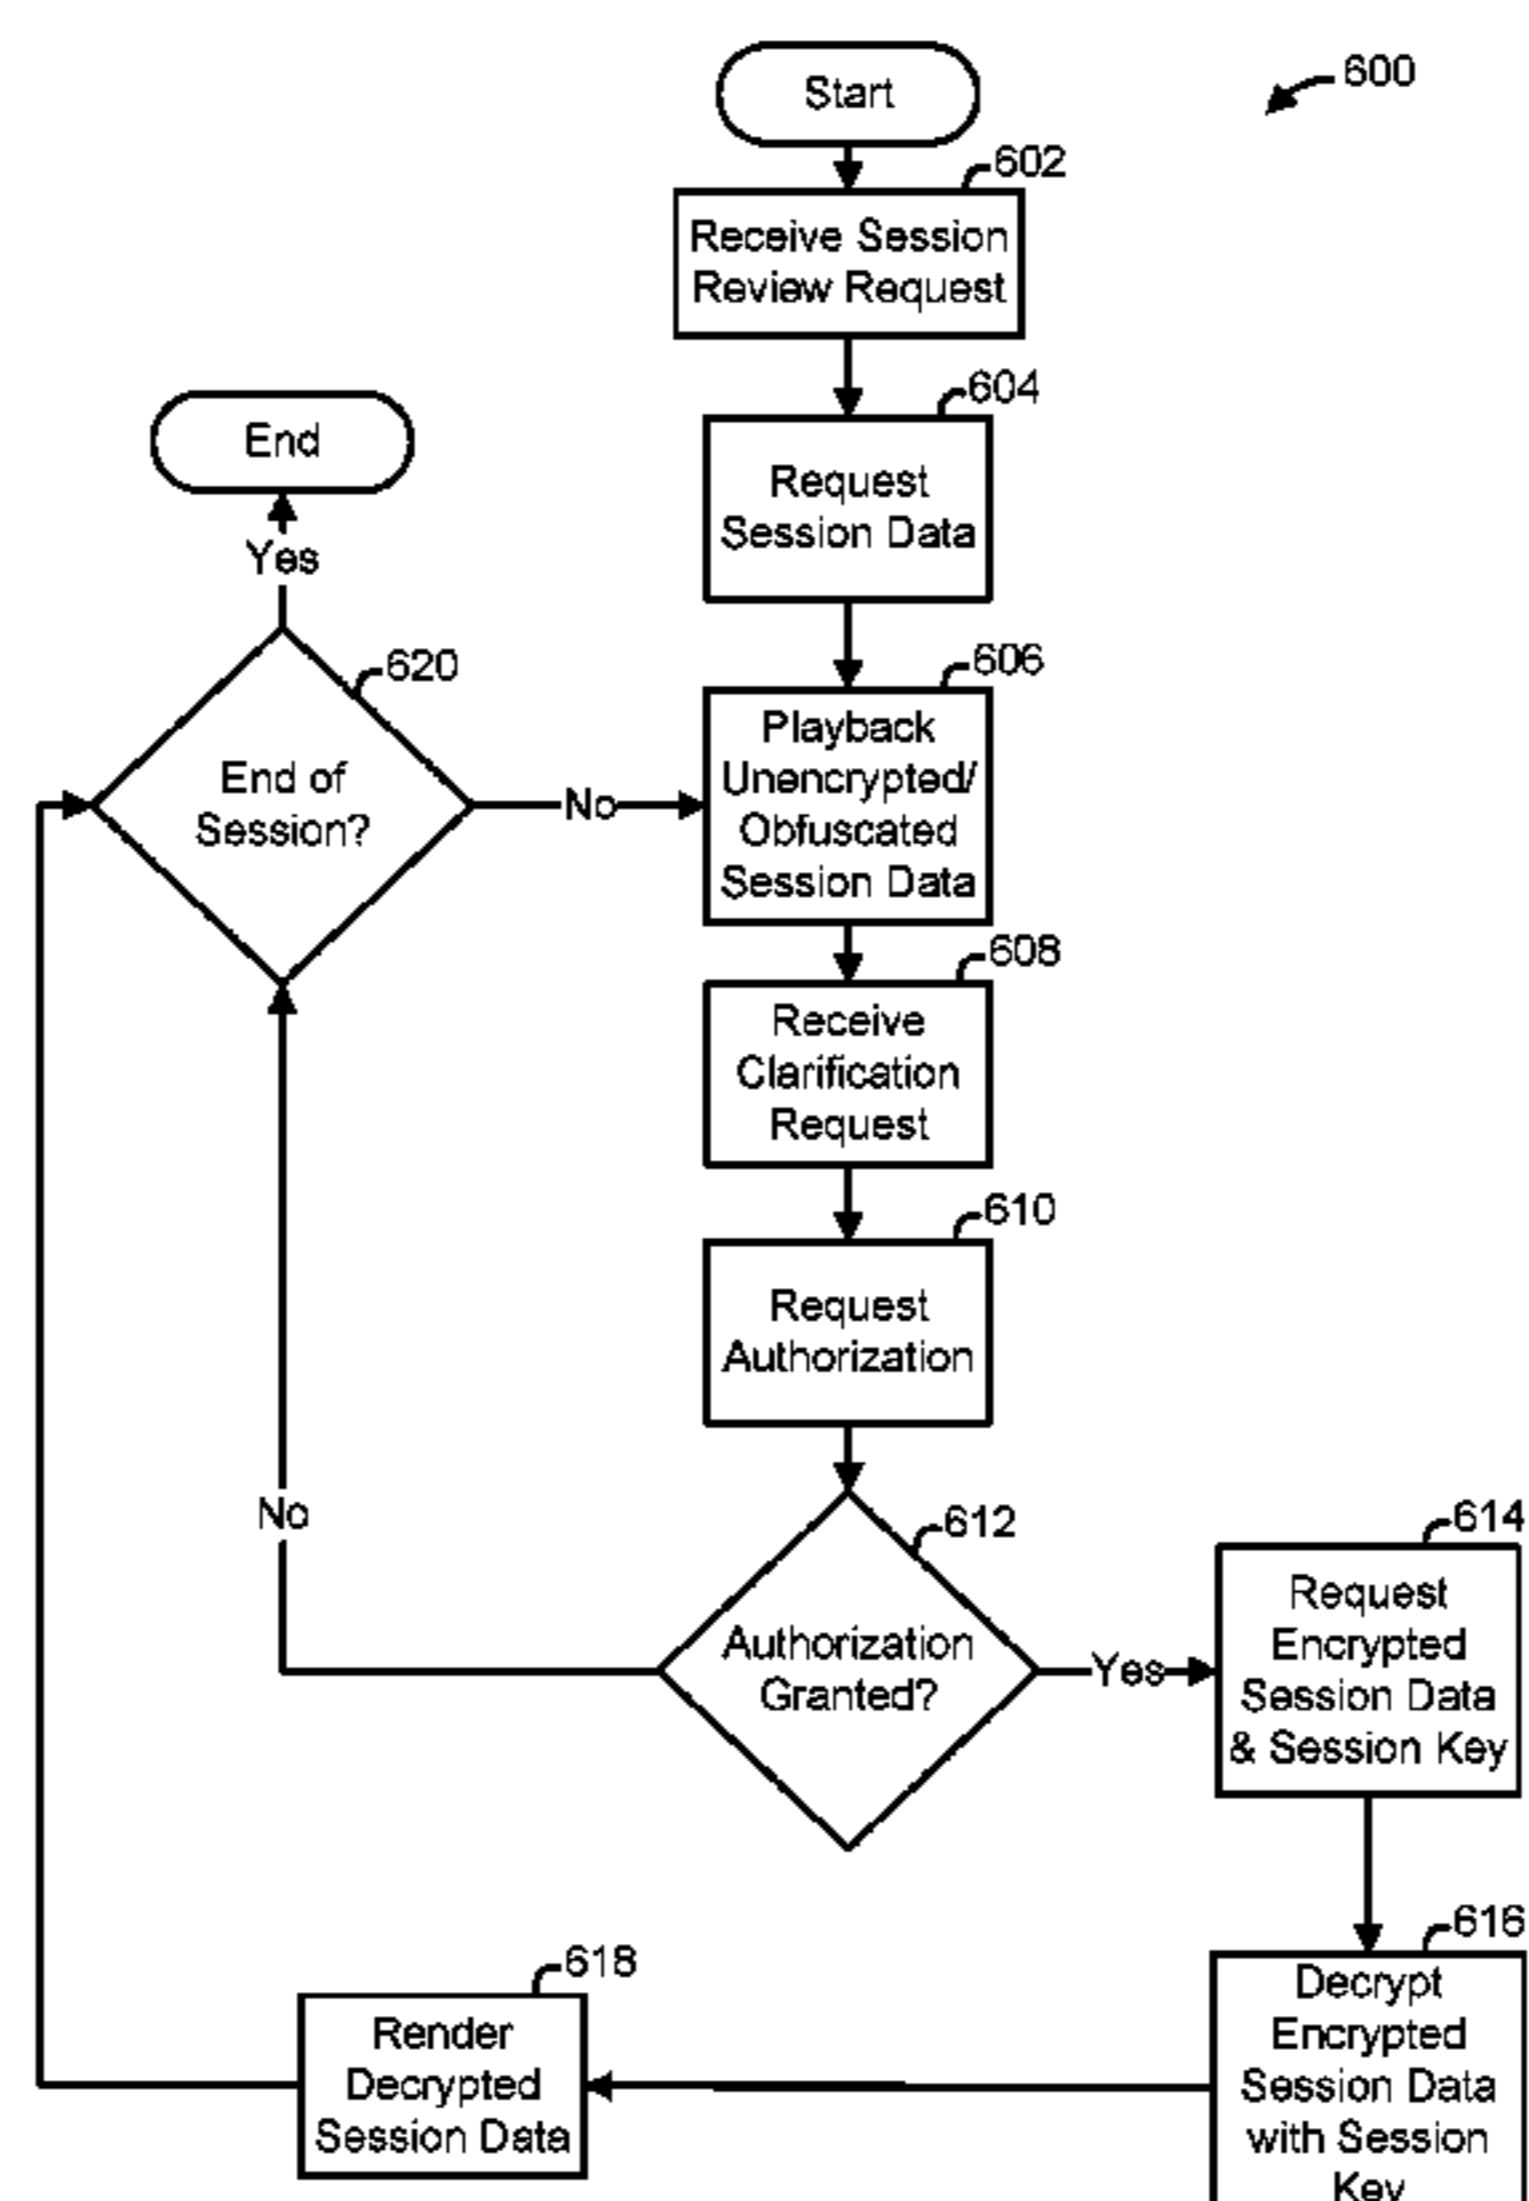 Start
600
602
Receive Session
Review Request
604
Request
Session Data
End
Yes
620
End of
Session?
No
606
Playback
Unencrypted/
Obfuscated
Session Data
608
Receive
Clarification
Request
610
Request
Authorization
No
612
Authorization
Granted?
Yes
614
Request
Encrypted
Session Data
& Session Key
616
Decrypt
Encrypted
Session Data
with Session
Key
618
Render
Decrypted
Session Data